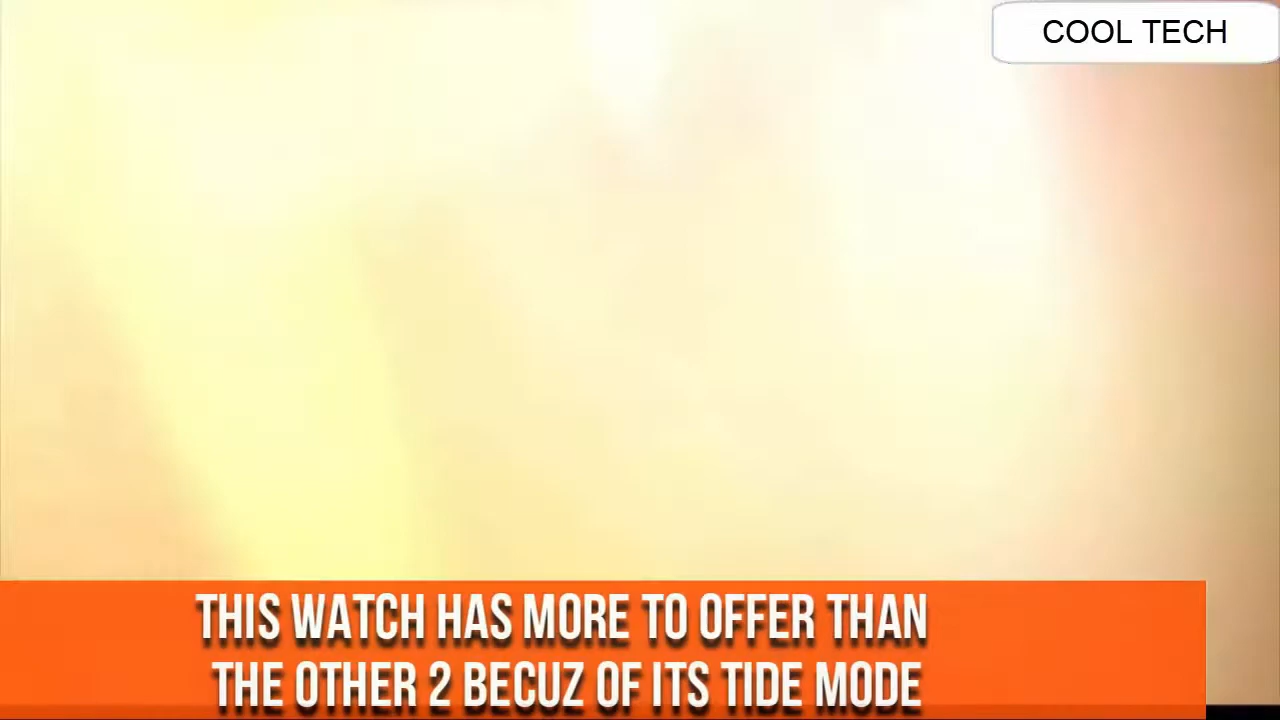 COOL TECH
THIS WATCH HAS MORE TO OFFER THAN
THE OTHER 2 BECUZ OF ITS TIDE MODE